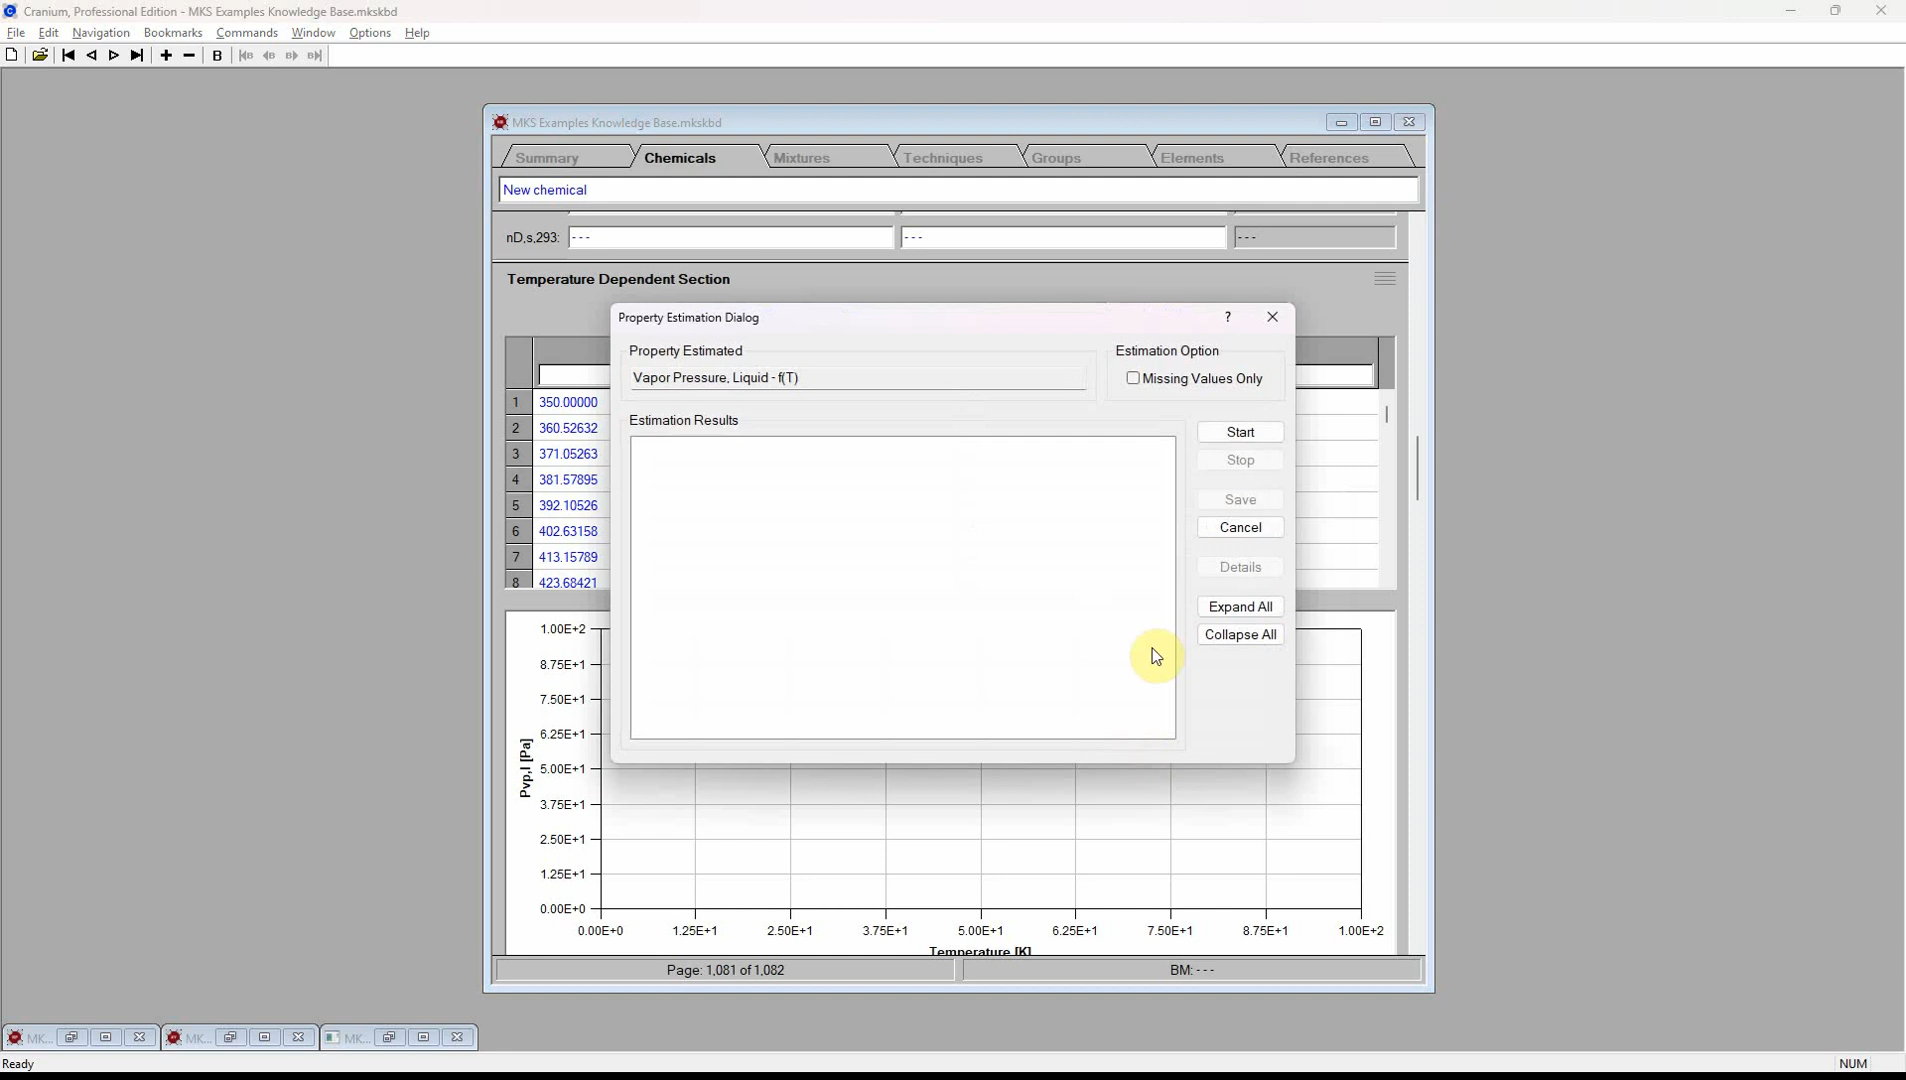 Cranium, Professional Edition - MKS Examples Knowledge Base.mkskbd
File Edit Navigation Bookmarks Commands Window Options Help
B B B B B
MKS Examples Knowledge Base.mkskbd
Summary Chemicals Mixtures Techniques Groups Elements References
New chemical
nD,s,293: --- --- ---
Temperature Dependent Section
Property Estimation Dialog ?
Property Estimated
Vapor Pressure, Liquid - f(T)
Estimation Option
Missing Values Only
Estimation Results
Start
Stop
Save
Cancel
Details
Expand All
Collapse All
1 350.00000
2 360.52632
3 371.05263
4 381.57895
5 392.10526
6 402.63158
7 413.15789
8 423.68421
Pvp,l [Pa]
1.00E+2
8.75E+1
7.50E+1
6.25E+1
5.00E+1
3.75E+1
2.50E+1
1.25E+1
0.00E+0
0.00E+0 1.25E+1 2.50E+1 3.75E+1 5.00E+1 6.25E+1 7.50E+1 8.75E+1 1.00E+2
Temperature [K]
Page: 1,081 of 1,082 BM: ---
MK... MK... MK...
Ready NUM